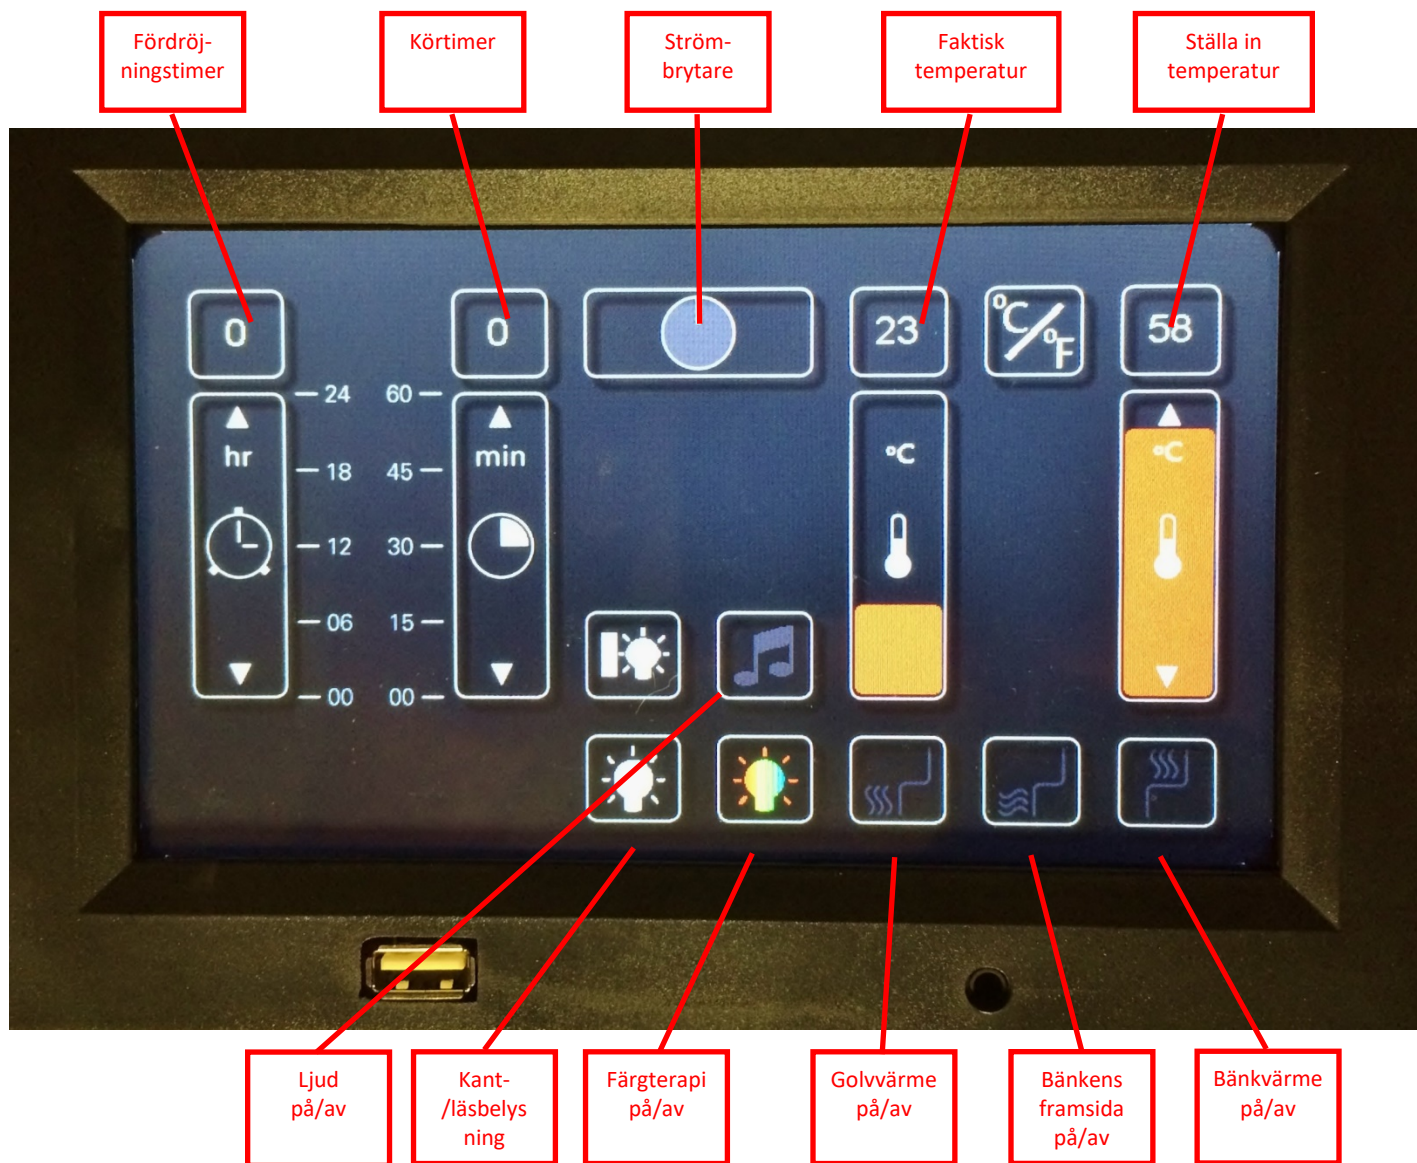 Fördröj-
ningstimer
Körtimer
Ström-
brytare
Faktisk
temperatur
Ställa in
temperatur
0
0
23
°C/°F
58
24
60
hr
min
°C
°C
18
45
12
30
06
15
00
00
Ljud
på/av
Kant-
/läsbelys
ning
Färgterapi
på/av
Golvvärme
på/av
Bänkens
framsida
på/av
Bänkvärme
på/av